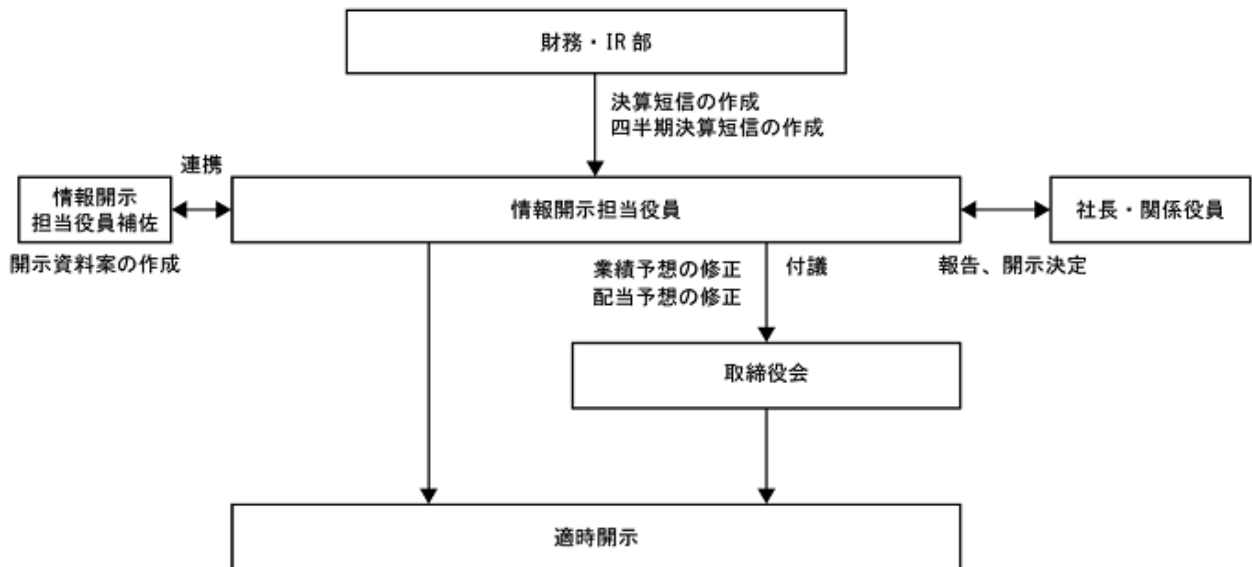 財務・IR 部
決算短信の作成
四半期決算短信の作成
連携
情報開示
担当役員補佐
情報開示担当役員
社長・関係役員
開示資料案の作成
業績予想の修正
配当予想の修正
付議
報告、開示決定
取締役会
適時開示